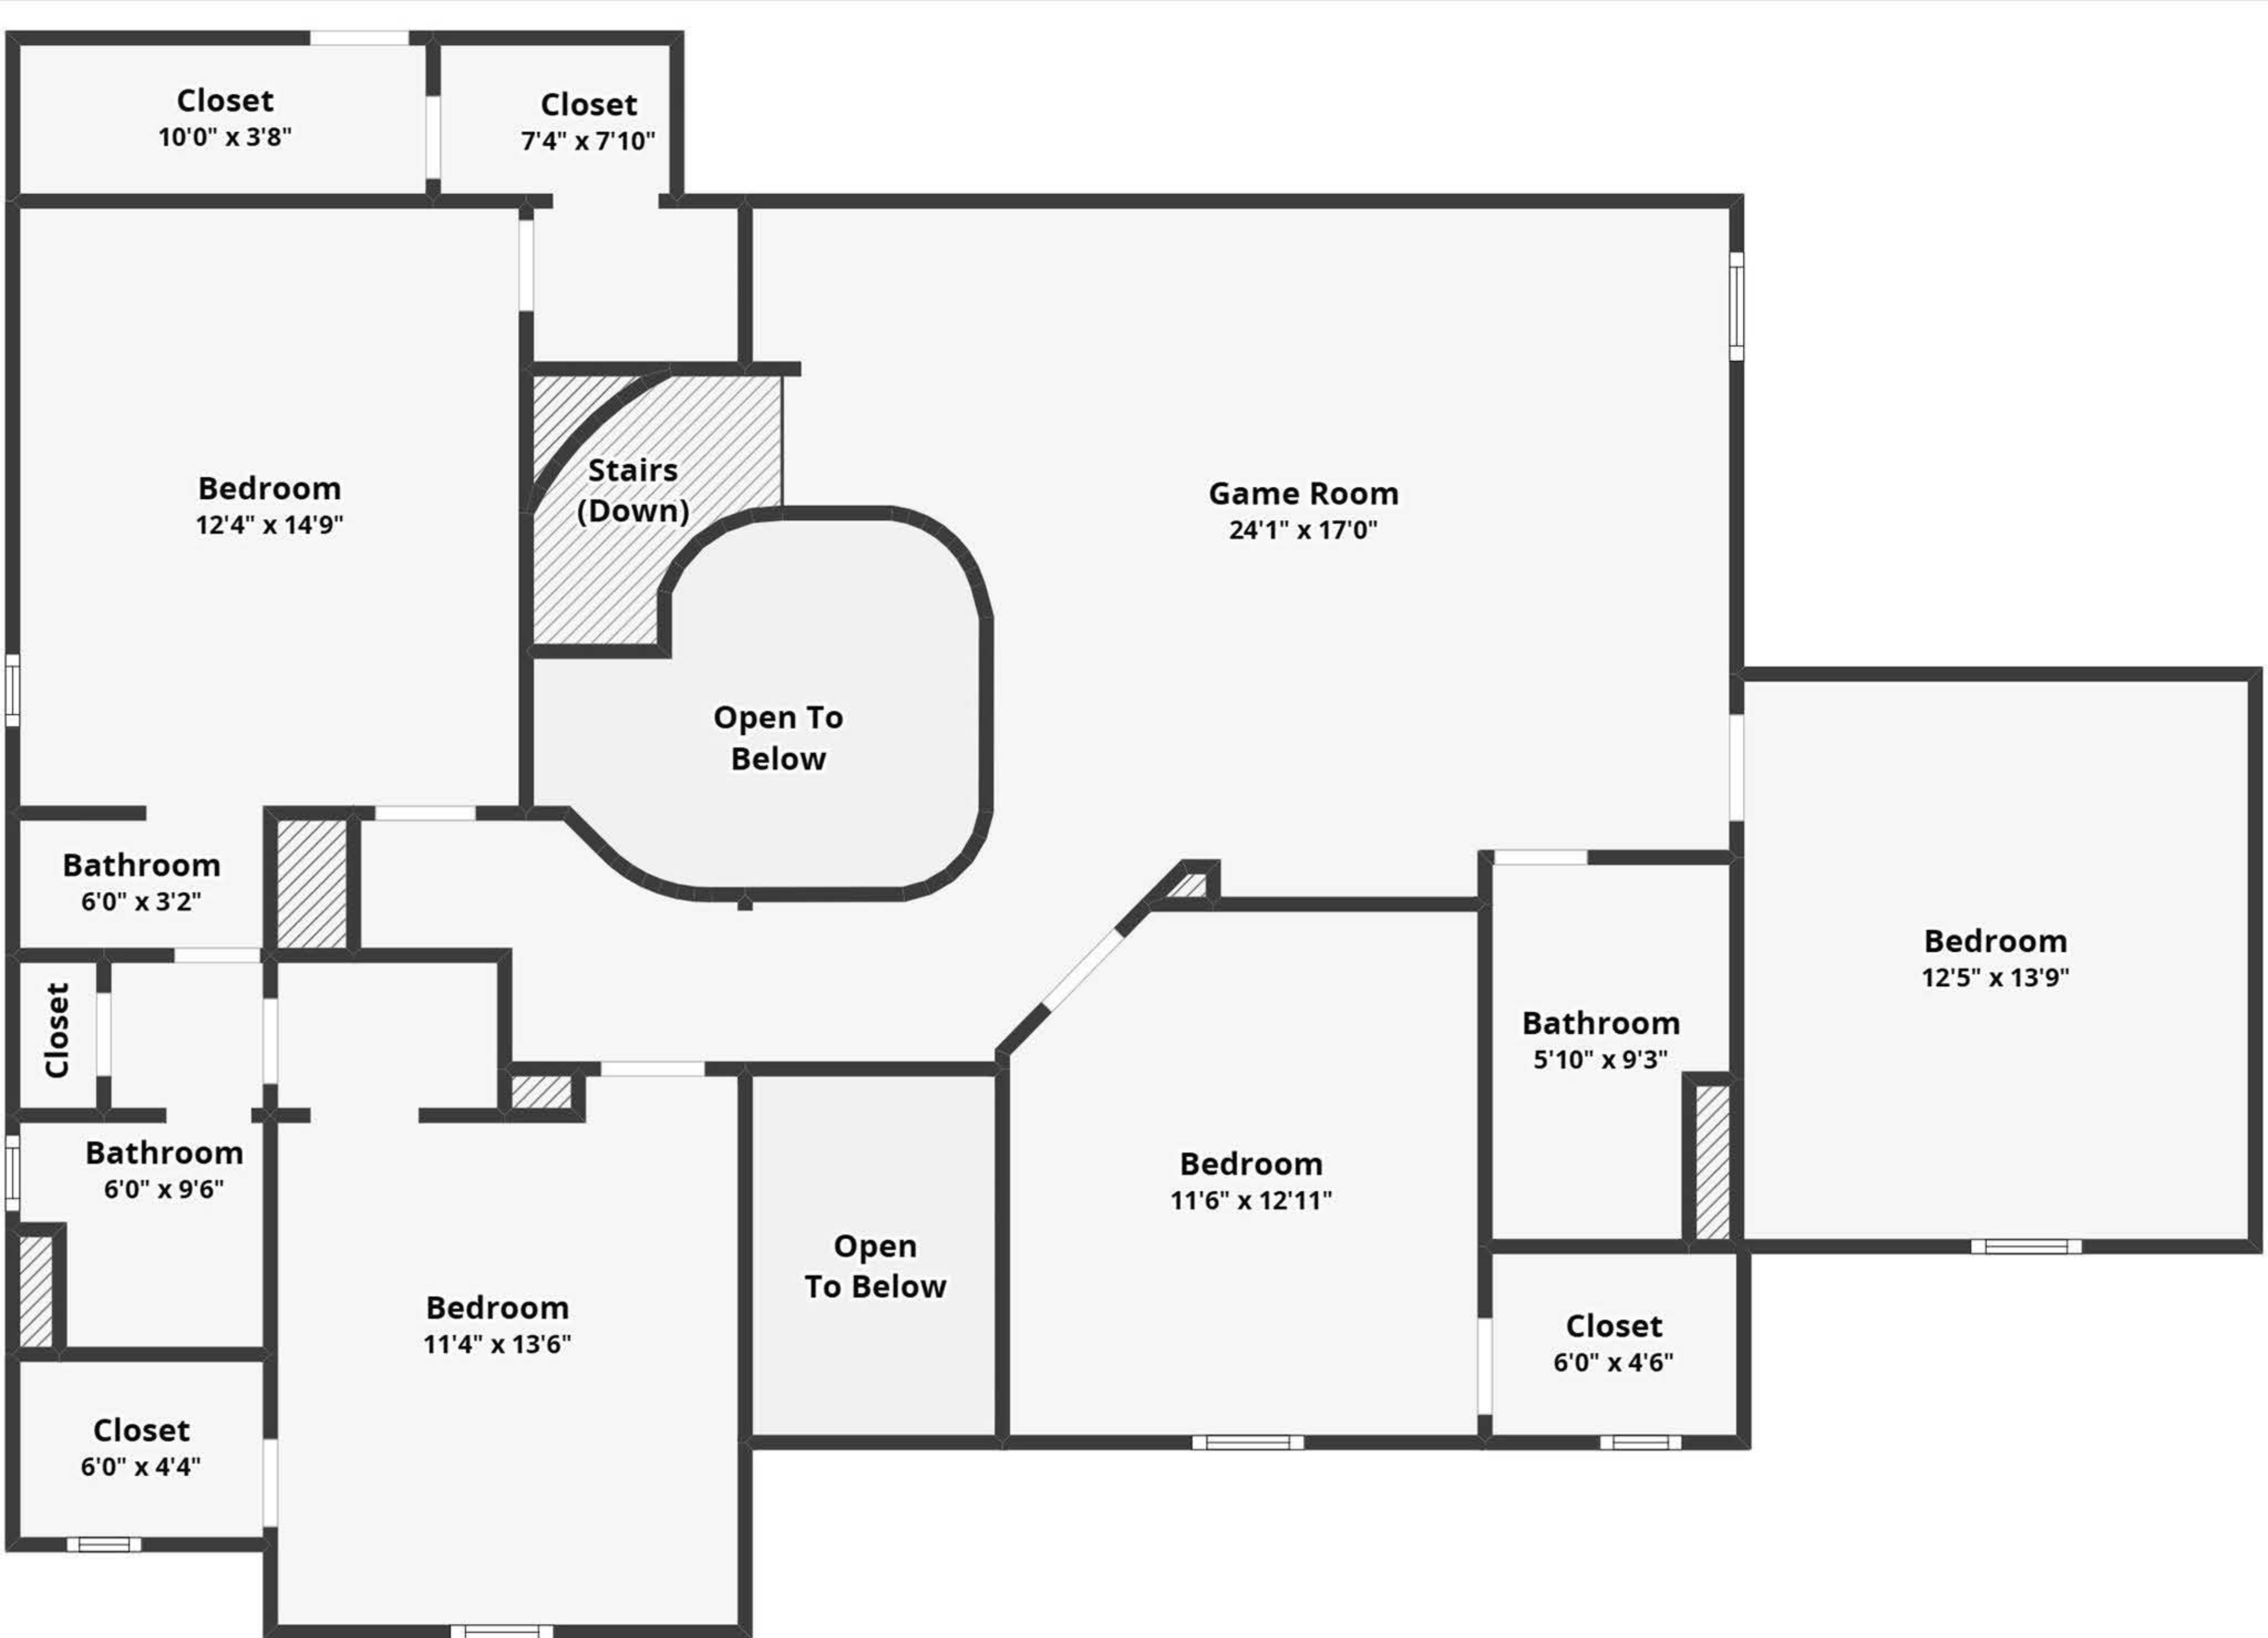 Closet
10'0" x 3'8"
Closet
7'4" x 7'10"
Bedroom
12'4" x 14'9"
Stairs
(Down)
Game Room
24'1" x 17'0"
Open To
Below
Bathroom
6'0" x 3'2"
Bedroom
12'5" x 13'9"
Closet
Bathroom
5'10" x 9'3"
Bathroom
6'0" x 9'6"
Bedroom
11'6" x 12'11"
Open
To Below
Bedroom
11'4" x 13'6"
Closet
6'0" x 4'6"
Closet
6'0" x 4'4"